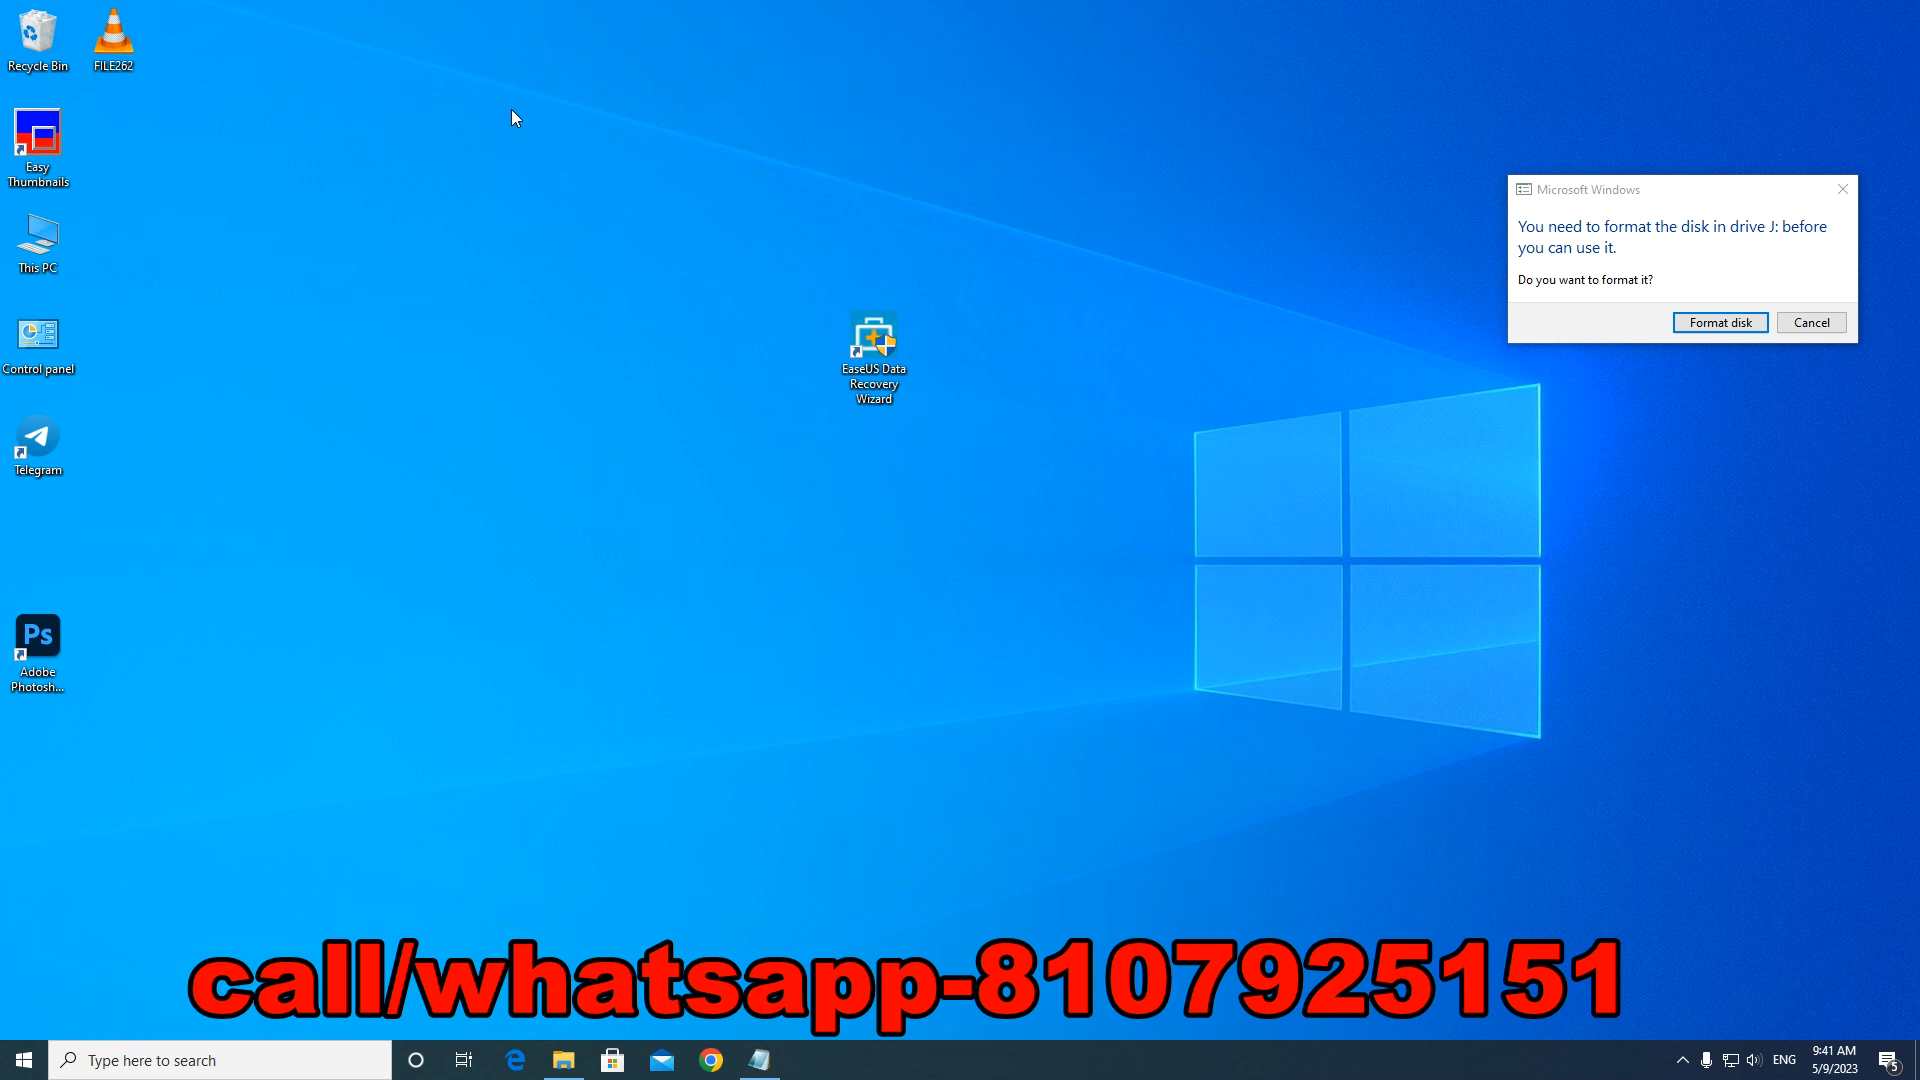 Recycle Bin
FILE262
Easy
Thumbnails
This PC
Control panel
Telegram
Ps
Adobe
Photosh...
EaseUS Data
Recovery
Wizard
Microsoft Windows
You need to format the disk in drive J: before
you can use it.
Do you want to format it?
Format disk
Cancel
call/whatsapp-8107925151
Type here to search
ENG
9:41 AM
5/9/2023
5